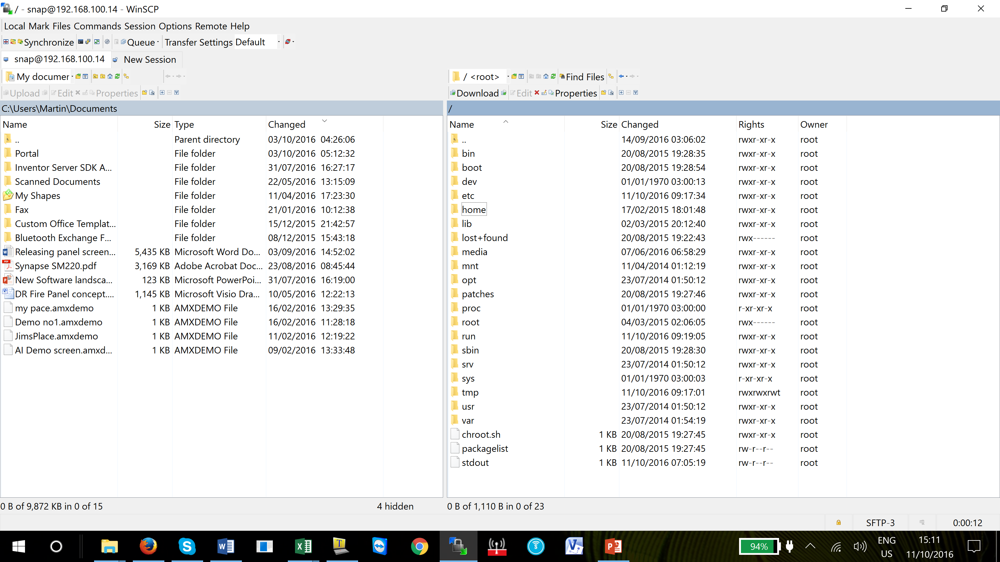 / - snap@192.168.100.14 - WinSCP
Local Mark Files Commands Session Options Remote Help
Synchronize Queue Transfer Settings Default
snap@192.168.100.14 New Session
My documer / <root> Find Files
Upload Edit Properties Download Edit Properties
C:\Users\Martin\Documents
Name Size Type Changed
.. Parent directory 03/10/2016 04:26:06
Portal File folder 03/10/2016 05:12:32
Inventor Server SDK A... File folder 31/07/2016 16:27:17
Scanned Documents File folder 22/05/2016 13:15:09
My Shapes File folder 11/04/2016 17:23:30
Fax File folder 21/01/2016 10:12:38
Custom Office Templat... File folder 15/12/2015 21:42:57
Bluetooth Exchange F... File folder 08/12/2015 15:43:18
Releasing panel screen... 5,435 KB Microsoft Word Do... 03/09/2016 14:52:02
Synapse SM220.pdf 3,169 KB Adobe Acrobat Doc... 23/08/2016 08:45:44
New Software landsca... 123 KB Microsoft PowerPoi... 31/07/2016 16:19:00
DR Fire Panel concept.... 1,145 KB Microsoft Visio Dra... 10/05/2016 12:22:13
my pace.amxdemo 1 KB AMXDEMO File 16/02/2016 13:29:35
Demo no1.amxdemo 1 KB AMXDEMO File 16/02/2016 11:28:18
JimsPlace.amxdemo 1 KB AMXDEMO File 11/02/2016 12:19:22
AI Demo screen.amxd... 1 KB AMXDEMO File 09/02/2016 13:33:48
0 B of 9,872 KB in 0 of 15 4 hidden
/
Name Size Changed Rights Owner
.. 14/09/2016 03:06:02 rwxr-xr-x root
bin 20/08/2015 19:28:35 rwxr-xr-x root
boot 20/08/2015 19:28:54 rwxr-xr-x root
dev 01/01/1970 03:00:13 rwxr-xr-x root
etc 11/10/2016 09:17:34 rwxr-xr-x root
home 17/02/2015 18:01:48 rwxr-xr-x root
lib 02/03/2015 20:12:40 rwxr-xr-x root
lost+found 20/08/2015 19:22:43 rwx------ root
media 07/06/2016 06:58:29 rwxr-xr-x root
mnt 11/04/2014 01:12:19 rwxr-xr-x root
opt 23/07/2014 01:50:12 rwxr-xr-x root
patches 20/08/2015 19:27:46 rwxr-xr-x root
proc 01/01/1970 03:00:00 r-xr-xr-x root
root 04/03/2015 02:06:05 rwx------ root
run 11/10/2016 09:19:05 rwxr-xr-x root
sbin 20/08/2015 19:28:30 rwxr-xr-x root
srv 23/07/2014 01:50:12 rwxr-xr-x root
sys 01/01/1970 03:00:03 r-xr-xr-x root
tmp 11/10/2016 09:17:01 rwxrwxrwt root
usr 23/07/2014 01:50:12 rwxr-xr-x root
var 23/07/2014 01:54:19 rwxr-xr-x root
chroot.sh 1 KB 20/08/2015 19:27:45 rwxr-xr-x root
packagelist 1 KB 20/08/2015 19:27:45 rw-r--r-- root
stdout 1 KB 11/10/2016 07:05:19 rw-r--r-- root
0 B of 1,110 B in 0 of 23
SFTP-3 0:00:12
94% ENG 15:11
US 11/10/2016